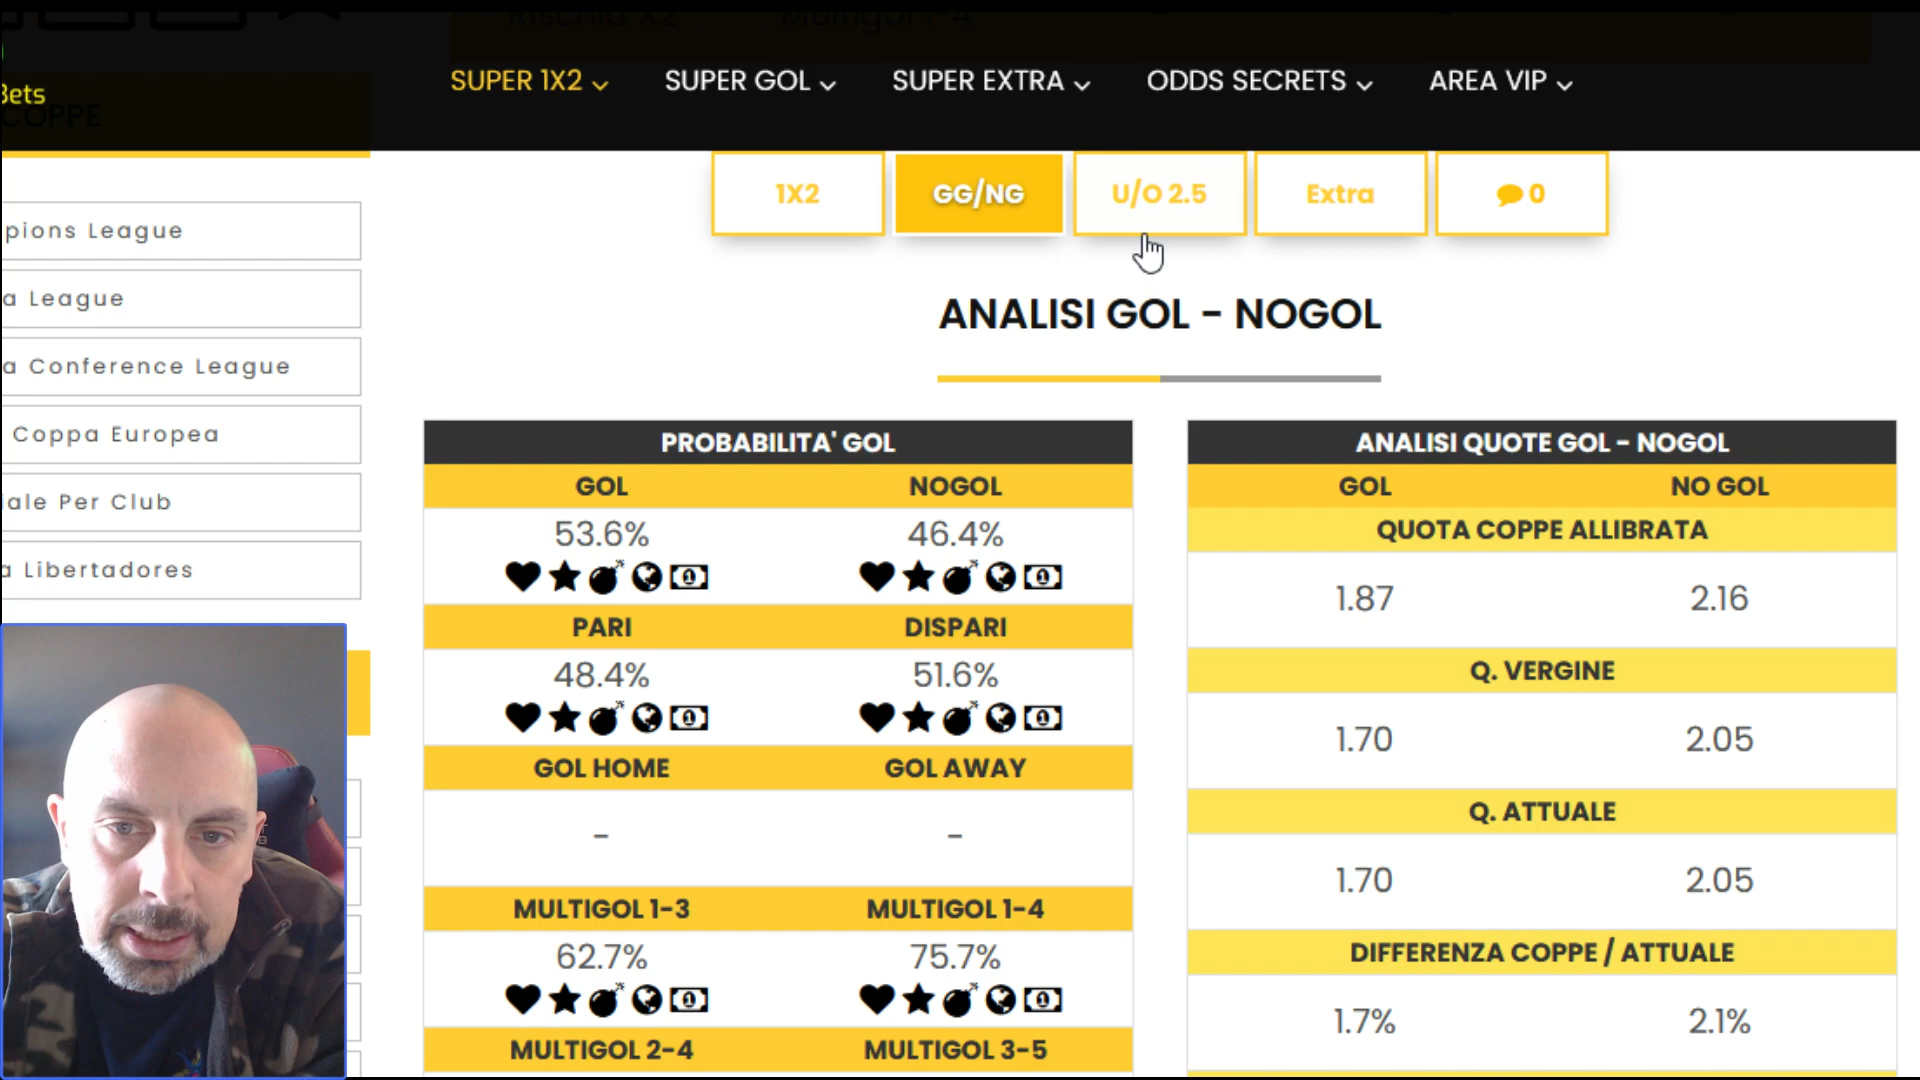 SUPER 1X2 SUPER GOL SUPER EXTRA ODDS SECRETS AREA VIP
Bets
COPPE
1X2 GG/NG U/O 2.5 Extra 0
pions League
a League
a Conference League
Coppa Europea
iale Per Club
a Libertadores
ANALISI GOL - NOGOL
PROBABILITA' GOL
GOL NOGOL
53.6% 46.4%
PARI DISPARI
48.4% 51.6%
GOL HOME GOL AWAY
- -
MULTIGOL 1-3 MULTIGOL 1-4
62.7% 75.7%
MULTIGOL 2-4 MULTIGOL 3-5
ANALISI QUOTE GOL - NOGOL
GOL NO GOL
QUOTA COPPE ALLIBRATA
1.87 2.16
Q. VERGINE
1.70 2.05
Q. ATTUALE
1.70 2.05
DIFFERENZA COPPE / ATTUALE
1.7% 2.1%